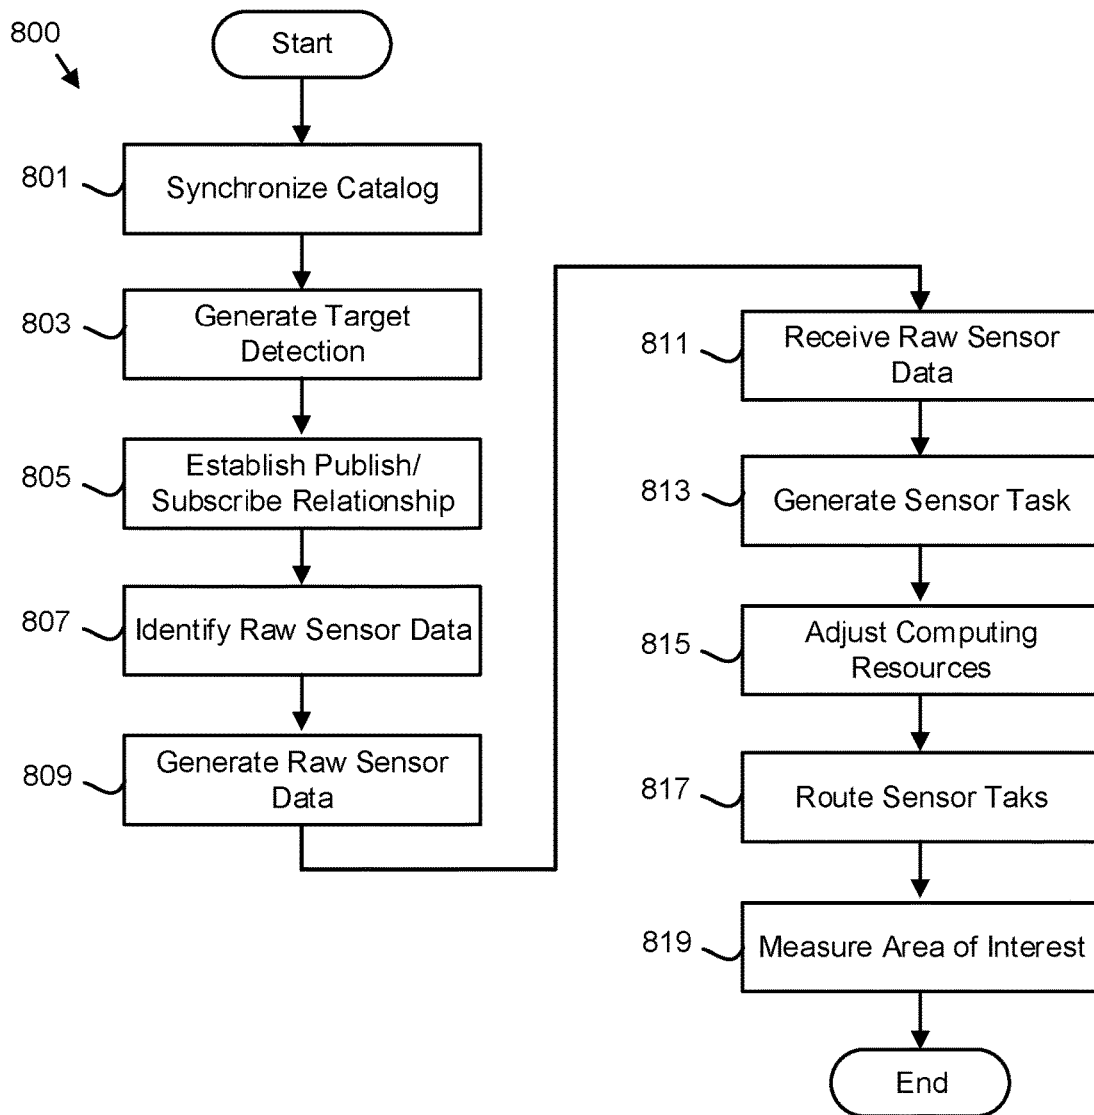 800
Start
801
Synchronize Catalog
803
Generate Target
Detection
805
Establish Publish/
Subscribe Relationship
807
Identify Raw Sensor Data
809
Generate Raw Sensor
Data
811
Receive Raw Sensor
Data
813
Generate Sensor Task
815
Adjust Computing
Resources
817
Route Sensor Taks
819
Measure Area of Interest
End